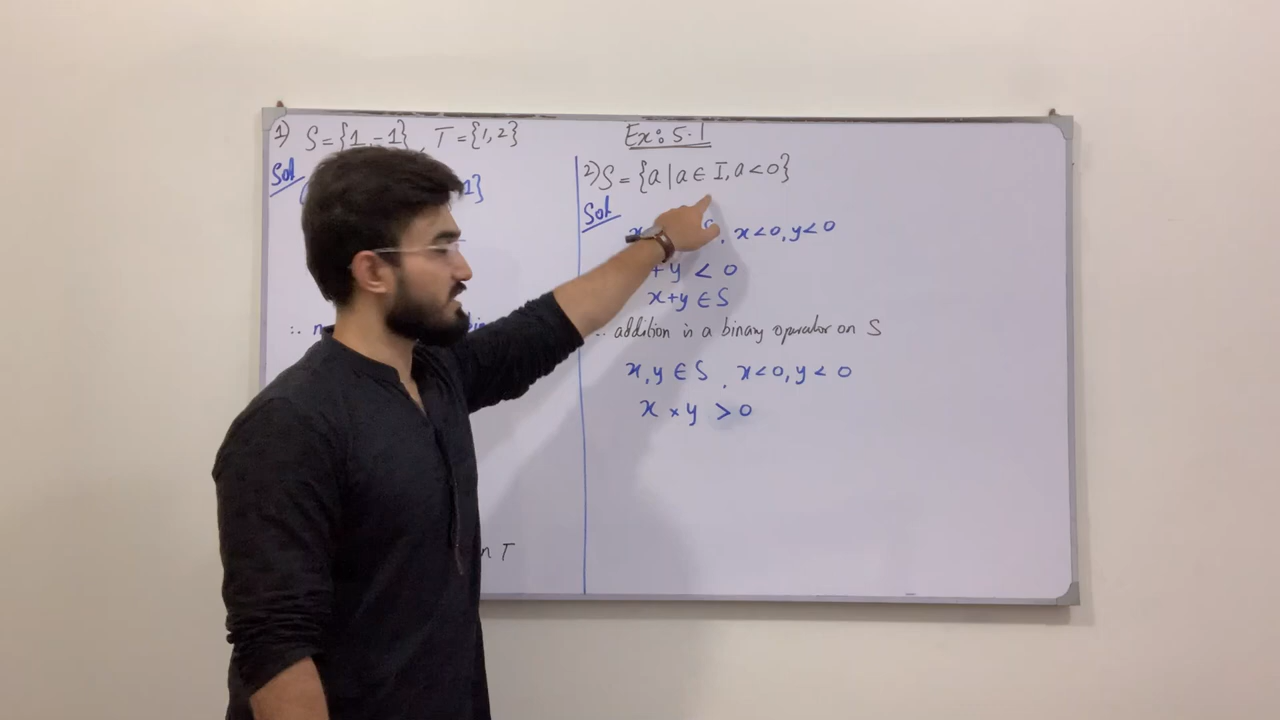 1) S = {1, -1}, T = {1, 2}
Sol
1}
∴
n T
Ex: 5.1
2) S = {a | a ∈ I, a < 0}
Sol
x , x < 0, y < 0
+ y < 0
x + y ∈ S
∴ addition is a binary operator on S
x, y ∈ S , x < 0, y < 0
x × y > 0